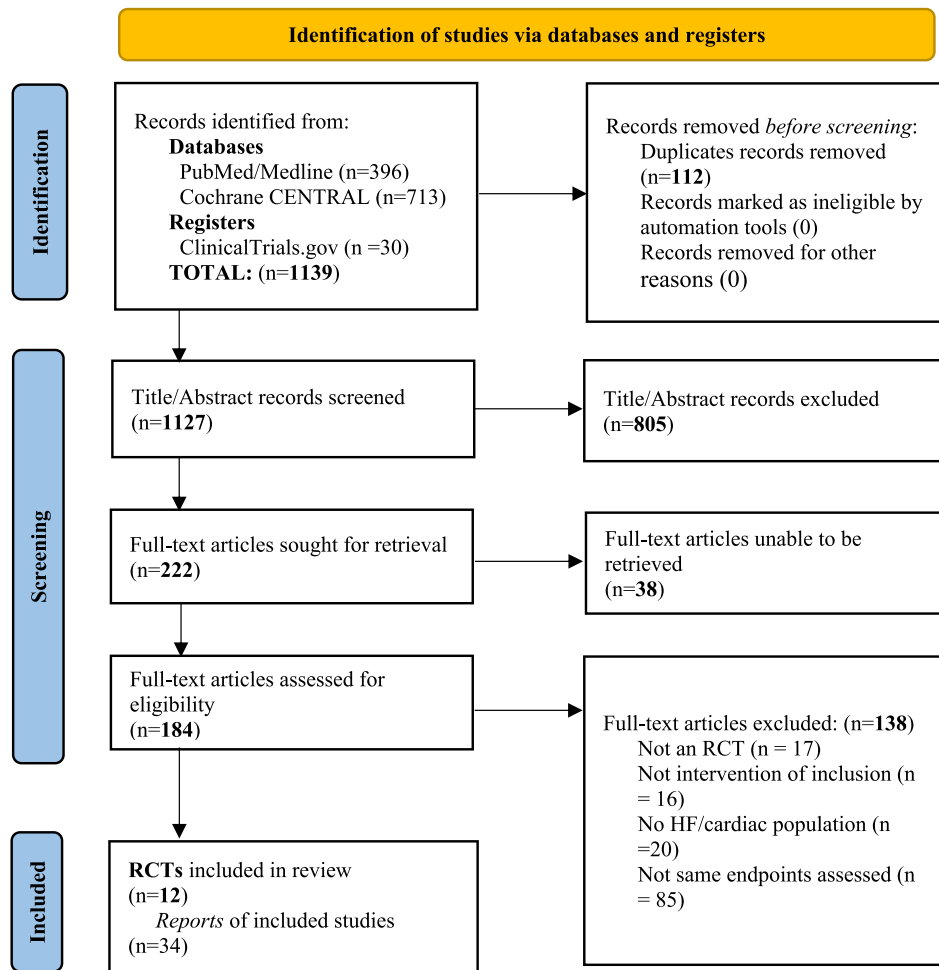 Identification of studies via databases and registers
Identification
Records identified from:
Databases
PubMed/Medline (n=396)
Cochrane CENTRAL (n=713)
Registers
ClinicalTrials.gov (n =30)
TOTAL: (n=1139)
Records removed before screening:
Duplicates records removed
(n=112)
Records marked as ineligible by
automation tools (0)
Records removed for other
reasons (0)
Screening
Title/Abstract records screened
(n=1127)
Title/Abstract records excluded
(n=805)
Full-text articles sought for retrieval
(n=222)
Full-text articles unable to be
retrieved
(n=38)
Full-text articles assessed for
eligibility
(n=184)
Full-text articles excluded: (n=138)
Not an RCT (n = 17)
Not intervention of inclusion (n
= 16)
No HF/cardiac population (n
=20)
Not same endpoints assessed (n
= 85)
Included
RCTs included in review
(n=12)
Reports of included studies
(n=34)